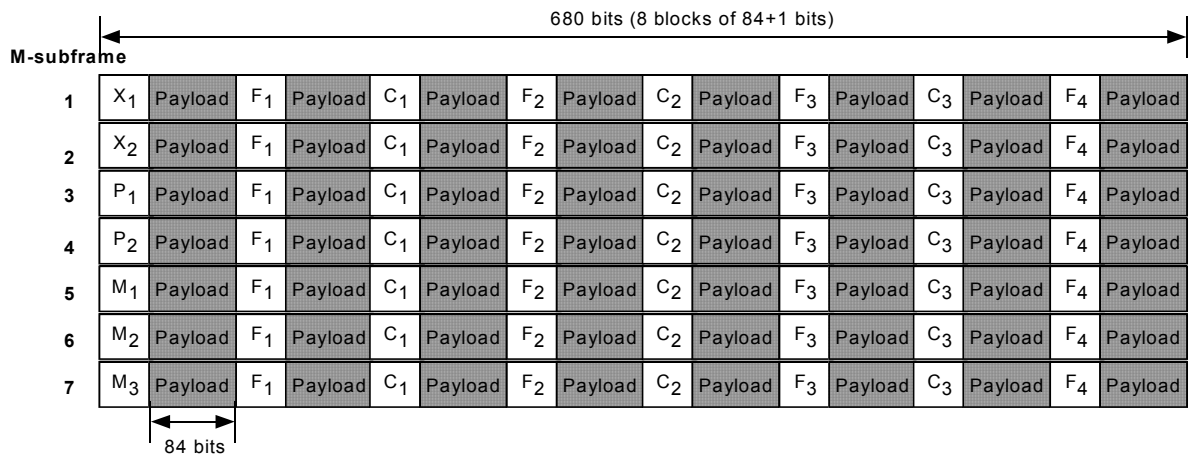 680 bits (8 blocks of 84+1 bits)
M-subframe
1 X1 Payload F1 Payload C1 Payload F2 Payload C2 Payload F3 Payload C3 Payload F4 Payload
2 X2 Payload F1 Payload C1 Payload F2 Payload C2 Payload F3 Payload C3 Payload F4 Payload
3 P1 Payload F1 Payload C1 Payload F2 Payload C2 Payload F3 Payload C3 Payload F4 Payload
4 P2 Payload F1 Payload C1 Payload F2 Payload C2 Payload F3 Payload C3 Payload F4 Payload
5 M1 Payload F1 Payload C1 Payload F2 Payload C2 Payload F3 Payload C3 Payload F4 Payload
6 M2 Payload F1 Payload C1 Payload F2 Payload C2 Payload F3 Payload C3 Payload F4 Payload
7 M3 Payload F1 Payload C1 Payload F2 Payload C2 Payload F3 Payload C3 Payload F4 Payload
84 bits